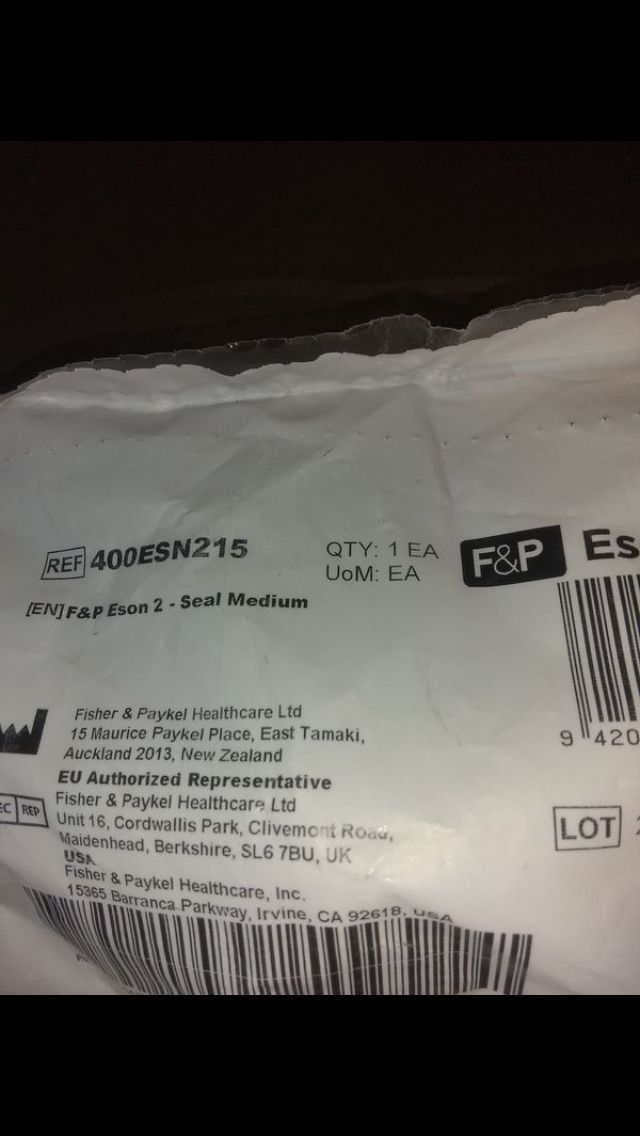 REF 400ESN215
QTY: 1 EA
UoM: EA
F&P Es
[EN] F&P Eson 2 - Seal Medium
9 420
Fisher & Paykel Healthcare Ltd
15 Maurice Paykel Place, East Tamaki,
Auckland 2013, New Zealand
EU Authorized Representative
EC REP
Fisher & Paykel Healthcare Ltd
Unit 16, Cordwallis Park, Clivemont Road,
Maidenhead, Berkshire, SL6 7BU, UK
USA
Fisher & Paykel Healthcare, Inc.
15365 Barranca Parkway, Irvine, CA 92618, USA
LOT